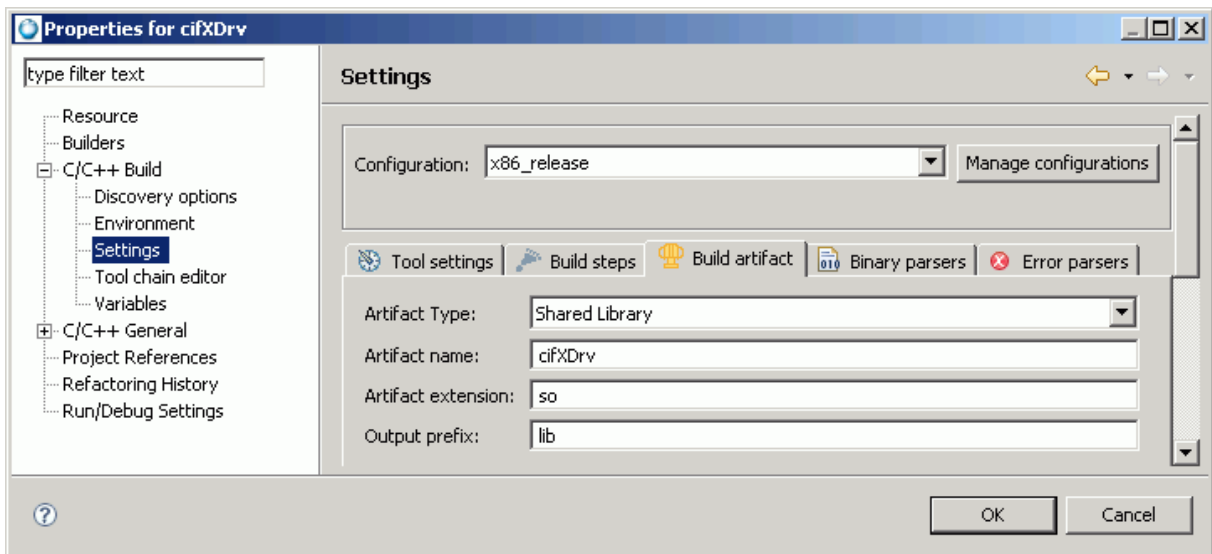 Properties for cifXDrv
type filter text
Resource
Builders
C/C++ Build
Discovery options
Environment
Settings
Tool chain editor
Variables
C/C++ General
Project References
Refactoring History
Run/Debug Settings
Settings
Configuration: x86_release Manage configurations
Tool settings Build steps Build artifact 010 Binary parsers Error parsers
Artifact Type: Shared Library
Artifact name: cifXDrv
Artifact extension: so
Output prefix: lib
? OK Cancel